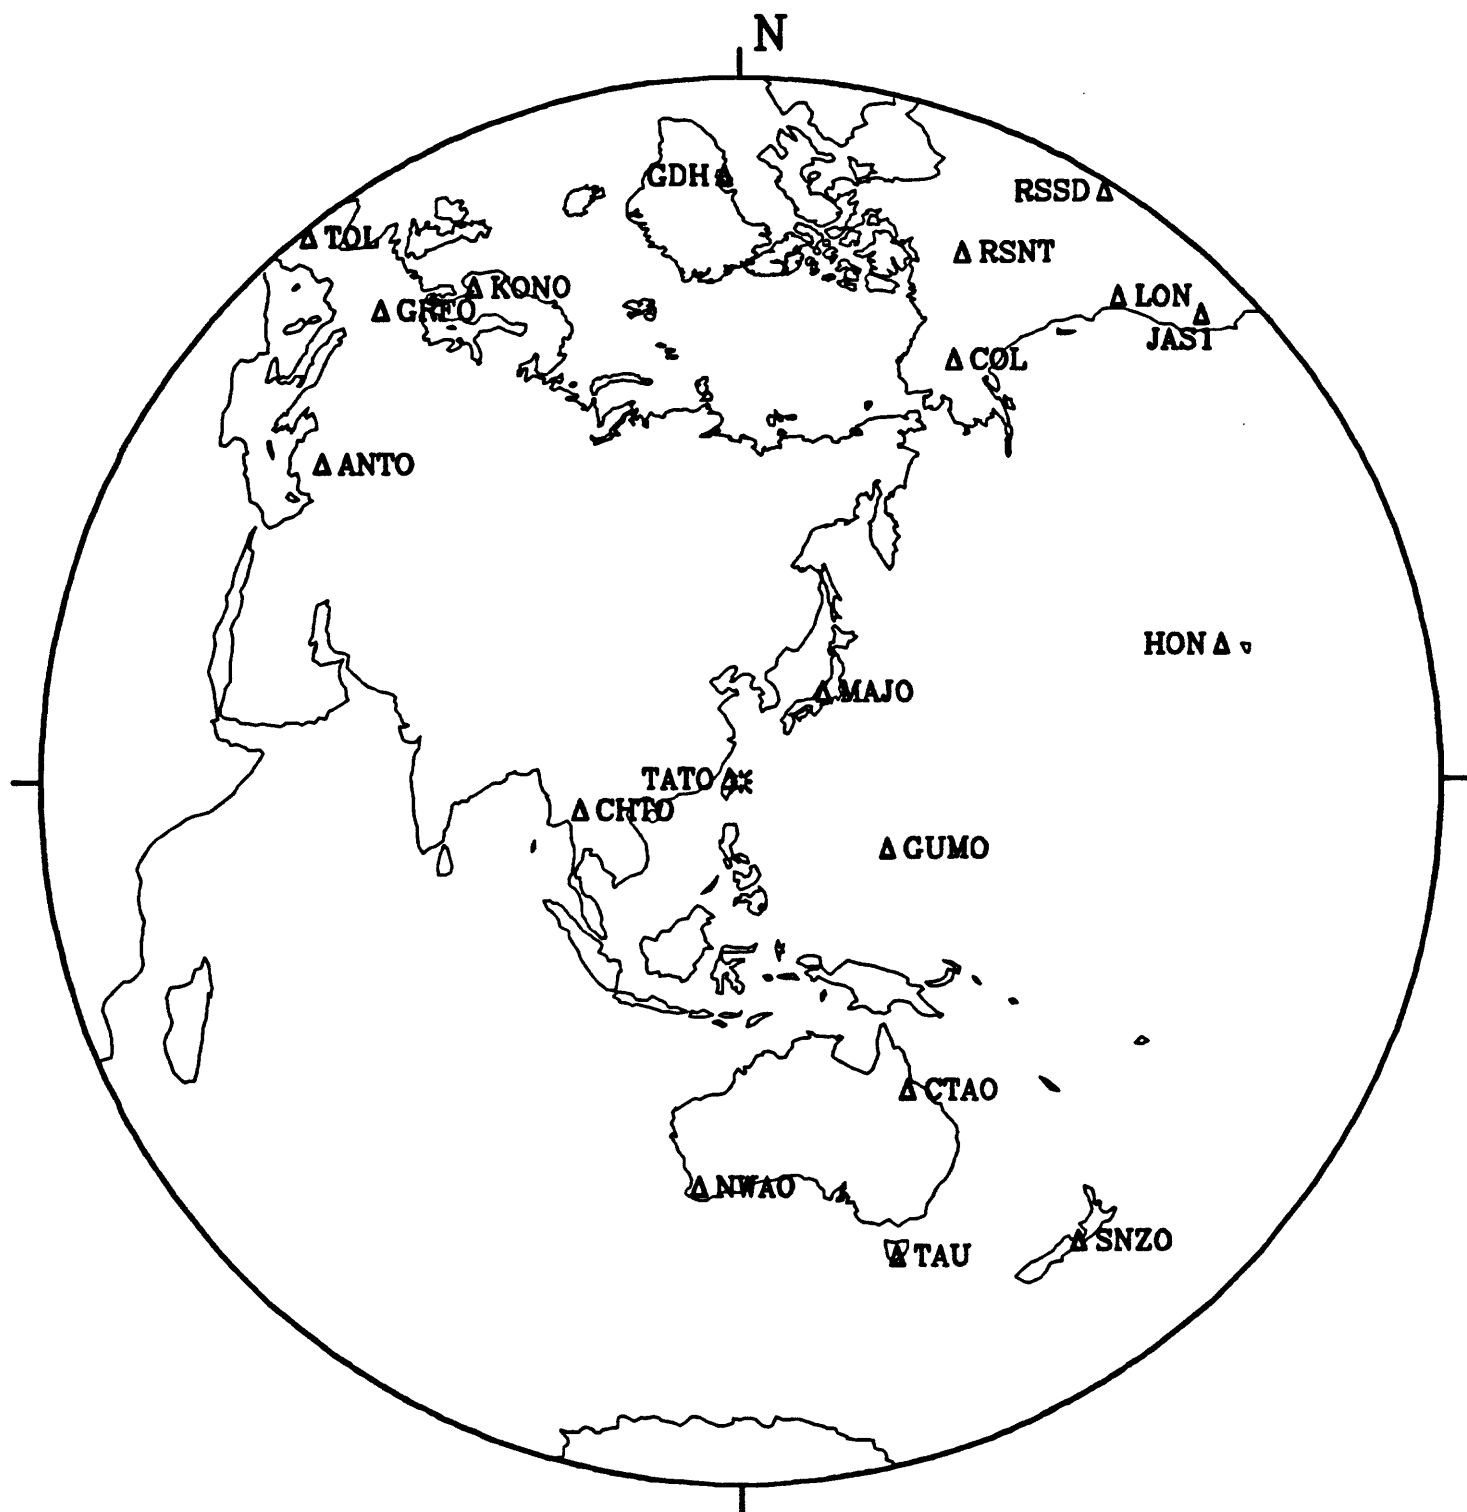 N
GDH
RSSD
TOL
RSNT
KONO
LON
GRFO
JAS1
COL
ANTO
HON
MAJO
TATO
CHTO
GUMO
CTAO
NWAO
SNZO
TAU